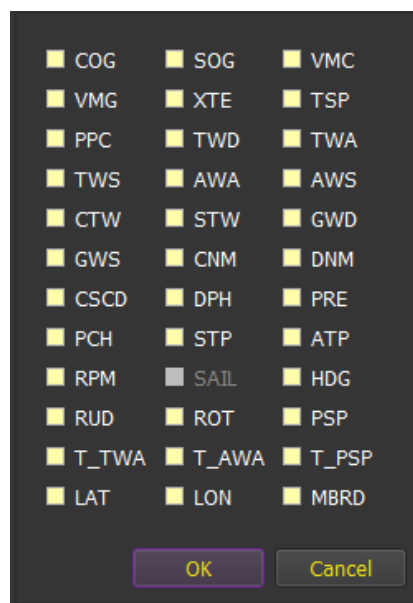 COG SOG VMC
VMG XTE TSP
PPC TWD TWA
TWS AWA AWS
CTW STW GWD
GWS CNM DNM
CSCD DPH PRE
PCH STP ATP
RPM SAIL HDG
RUD ROT PSP
T_TWA T_AWA T_PSP
LAT LON MBRD
OK Cancel